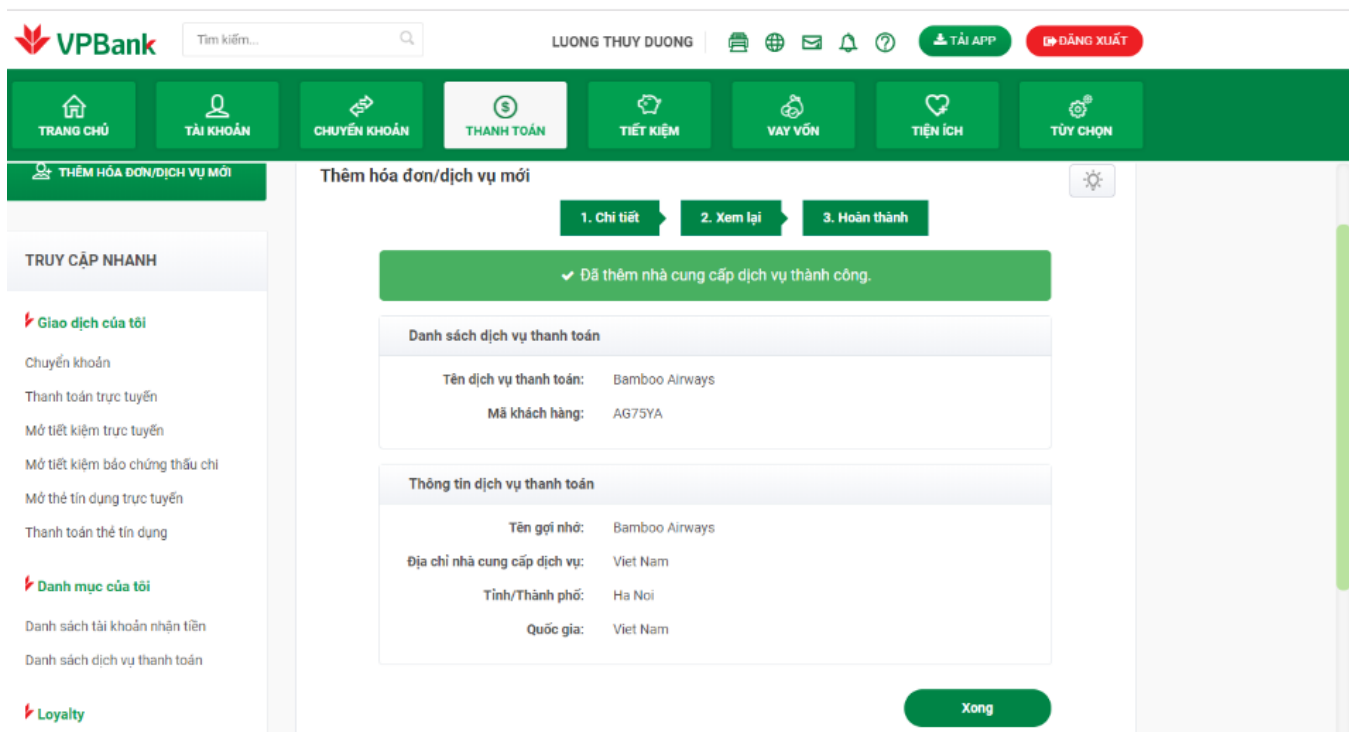 VPBank
Tìm kiếm...
LUONG THUY DUONG
TẢI APP
ĐĂNG XUẤT
TRANG CHỦ
TÀI KHOẢN
CHUYỂN KHOẢN
THANH TOÁN
TIẾT KIỆM
VAY VỐN
TIỆN ÍCH
TÙY CHỌN
THÊM HÓA ĐƠN/DỊCH VỤ MỚI
TRUY CẬP NHANH
Giao dịch của tôi
Chuyển khoản
Thanh toán trực tuyến
Mở tiết kiệm trực tuyến
Mở tiết kiệm bảo chứng thấu chi
Mở thẻ tín dụng trực tuyến
Thanh toán thẻ tín dụng
Danh mục của tôi
Danh sách tài khoản nhận tiền
Danh sách dịch vụ thanh toán
Loyalty
Thêm hóa đơn/dịch vụ mới
1. Chi tiết
2. Xem lại
3. Hoàn thành
Đã thêm nhà cung cấp dịch vụ thành công.
Danh sách dịch vụ thanh toán
Tên dịch vụ thanh toán: Bamboo Airways
Mã khách hàng: AG75YA
Thông tin dịch vụ thanh toán
Tên gợi nhớ: Bamboo Airways
Địa chỉ nhà cung cấp dịch vụ: Viet Nam
Tỉnh/Thành phố: Ha Noi
Quốc gia: Viet Nam
Xong